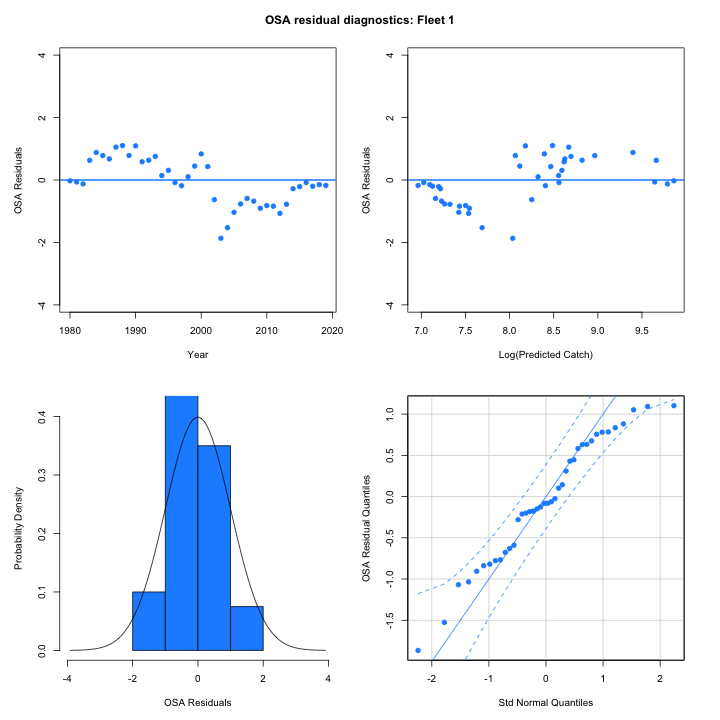 OSA residual diagnostics: Fleet 1
OSA Residuals
4
2
0
-2
-4
1980 1990 2000 2010 2020
Year
OSA Residuals
4
2
0
-2
-4
7.0 7.5 8.0 8.5 9.0 9.5
Log(Predicted Catch)
Probability Density
0.4
0.3
0.2
0.1
0.0
-4 -2 0 2 4
OSA Residuals
OSA Residual Quantiles
1.0
0.5
0.0
-0.5
-1.0
-1.5
-2 -1 0 1 2
Std Normal Quantiles